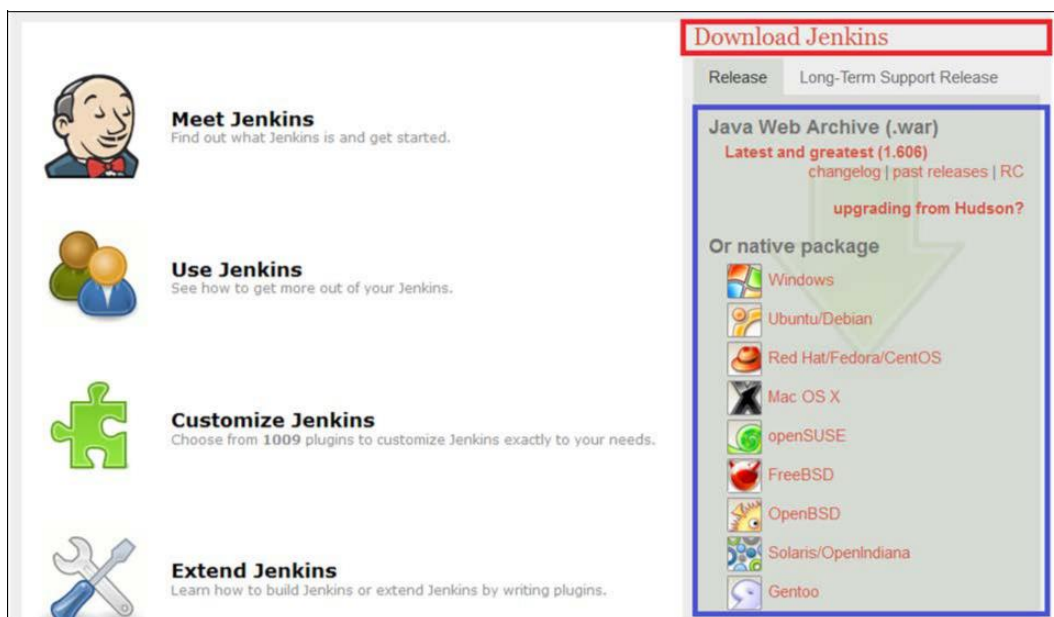 Meet Jenkins
Find out what Jenkins is and get started.
Use Jenkins
See how to get more out of your Jenkins.
Customize Jenkins
Choose from 1009 plugins to customize Jenkins exactly to your needs.
Extend Jenkins
Learn how to build Jenkins or extend Jenkins by writing plugins.
Download Jenkins
Release Long-Term Support Release
Java Web Archive (.war)
Latest and greatest (1.606)
changelog | past releases | RC
upgrading from Hudson?
Or native package
Windows
Ubuntu/Debian
Red Hat/Fedora/CentOS
Mac OS X
openSUSE
FreeBSD
OpenBSD
Solaris/OpenIndiana
Gentoo